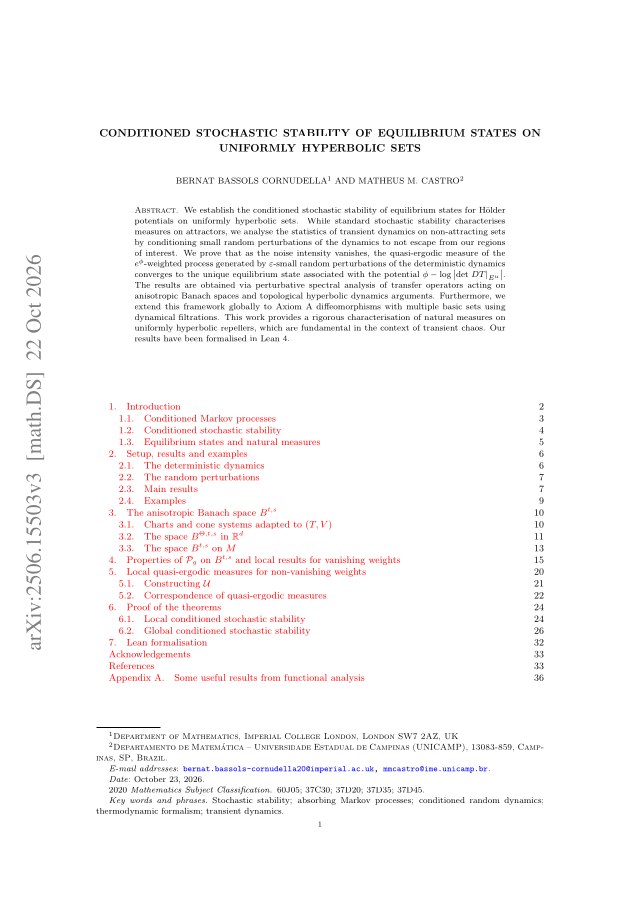 arXiv:2506.15503v3 [math.DS] 22 Oct 2026
CONDITIONED STOCHASTIC STABILITY OF EQUILIBRIUM STATES ON
UNIFORMLY HYPERBOLIC SETS
BERNAT BASSOLS CORNUDELLA¹ AND MATHEUS M. CASTRO²
ABSTRACT. We establish the conditioned stochastic stability of equilibrium states for Hölder
potentials on uniformly hyperbolic sets. While standard stochastic stability characterises
measures on attractors, we analyse the statistics of transient dynamics on non-attracting sets
by conditioning small random perturbations of the dynamics to not escape from our regions
of interest. We prove that as the noise intensity vanishes, the quasi-ergodic measure of the
e^ϕ-weighted process generated by ε-small random perturbations of the deterministic dynamics
converges to the unique equilibrium state associated with the potential ϕ − log |det DT|_{E^u}|.
The results are obtained via perturbative spectral analysis of transfer operators acting on
anisotropic Banach spaces and topological hyperbolic dynamics arguments. Furthermore, we
extend this framework globally to Axiom A diffeomorphisms with multiple basic sets using
dynamical filtrations. This work provides a rigorous characterisation of natural measures on
uniformly hyperbolic repellers, which are fundamental in the context of transient chaos. Our
results have been formalised in Lean 4.
1. Introduction 2
1.1. Conditioned Markov processes 3
1.2. Conditioned stochastic stability 4
1.3. Equilibrium states and natural measures 5
2. Setup, results and examples 6
2.1. The deterministic dynamics 6
2.2. The random perturbations 7
2.3. Main results 7
2.4. Examples 9
3. The anisotropic Banach space B^{t,s} 10
3.1. Charts and cone systems adapted to (T, V) 10
3.2. The space B^{Θ,t,s} in ℝ^d 11
3.3. The space B^{t,s} on M 13
4. Properties of 𝒫₀ on B^{t,s} and local results for vanishing weights 15
5. Local quasi-ergodic measures for non-vanishing weights 20
5.1. Constructing 𝒰 21
5.2. Correspondence of quasi-ergodic measures 22
6. Proof of the theorems 24
6.1. Local conditioned stochastic stability 24
6.2. Global conditioned stochastic stability 26
7. Lean formalisation 32
Acknowledgements 33
References 33
Appendix A. Some useful results from functional analysis 36
¹DEPARTMENT OF MATHEMATICS, IMPERIAL COLLEGE LONDON, LONDON SW7 2AZ, UK
²DEPARTAMENTO DE MATEMÁTICA – UNIVERSIDADE ESTADUAL DE CAMPINAS (UNICAMP), 13083-859, CAMP-
INAS, SP, BRAZIL.
E-mail addresses: bernat.bassols-cornudella20@imperial.ac.uk, mmcastro@ime.unicamp.br.
Date: October 23, 2026.
2020 Mathematics Subject Classification. 60J05; 37C30; 37D20; 37D35; 37D45.
Key words and phrases. Stochastic stability; absorbing Markov processes; conditioned random dynamics;
thermodynamic formalism; transient dynamics.
1